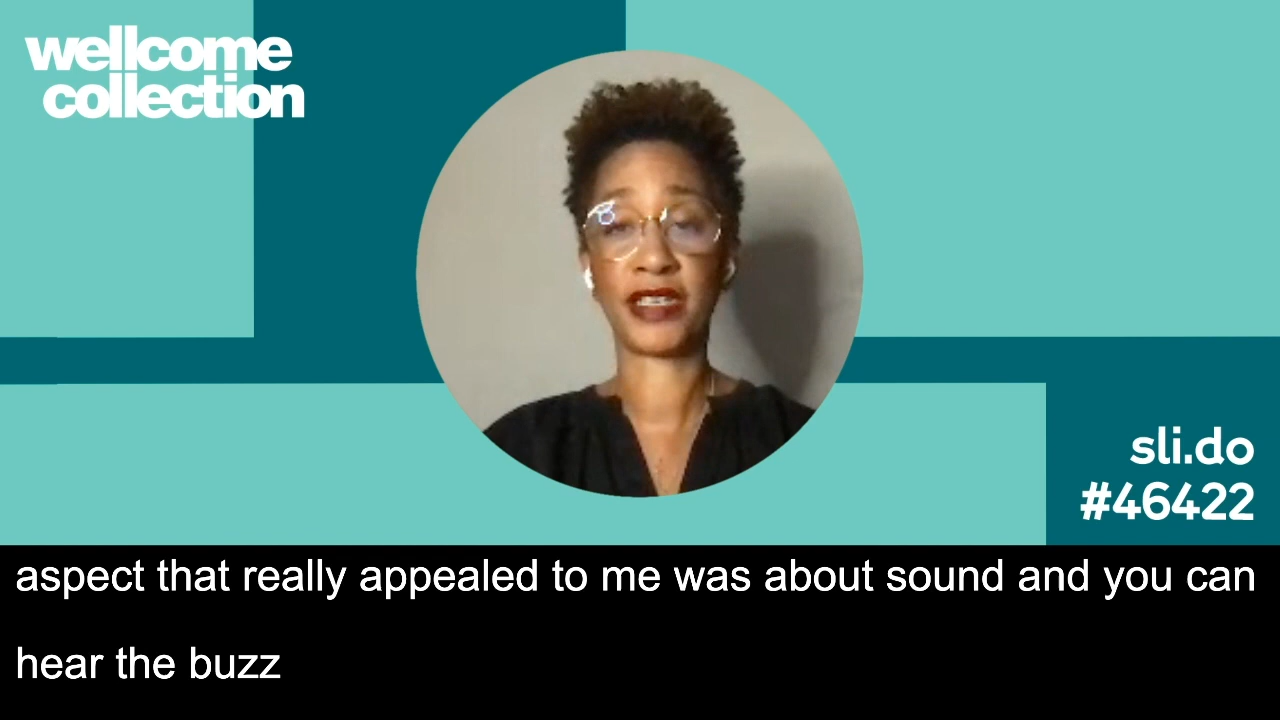 wellcome
collection
sli.do
#46422
aspect that really appealed to me was about sound and you can
hear the buzz